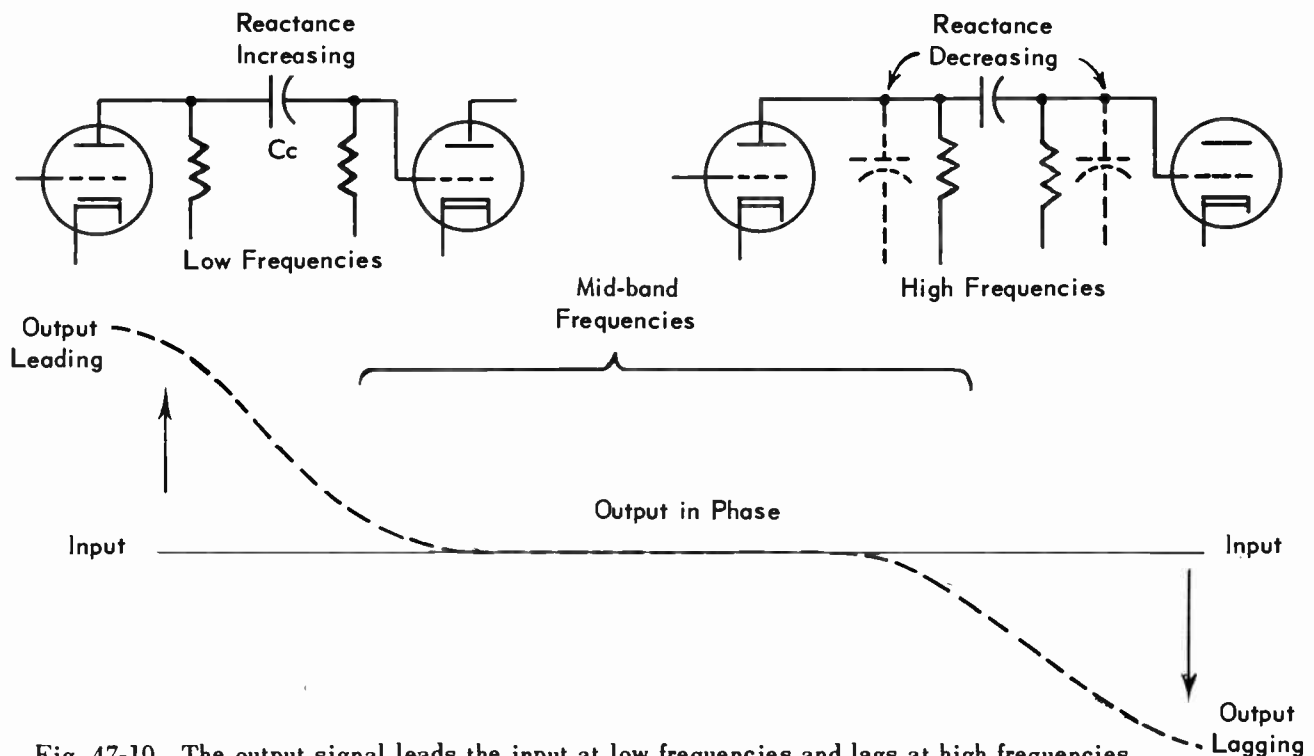 Reactance
Increasing
Cc
Low Frequencies
Reactance
Decreasing
High Frequencies
Mid-band
Frequencies
Output
Leading
Output in Phase
Input
Input
Output
Lagging
Fig. 47-10 The output signal leads the input at low frequencies and lags at high frequencies